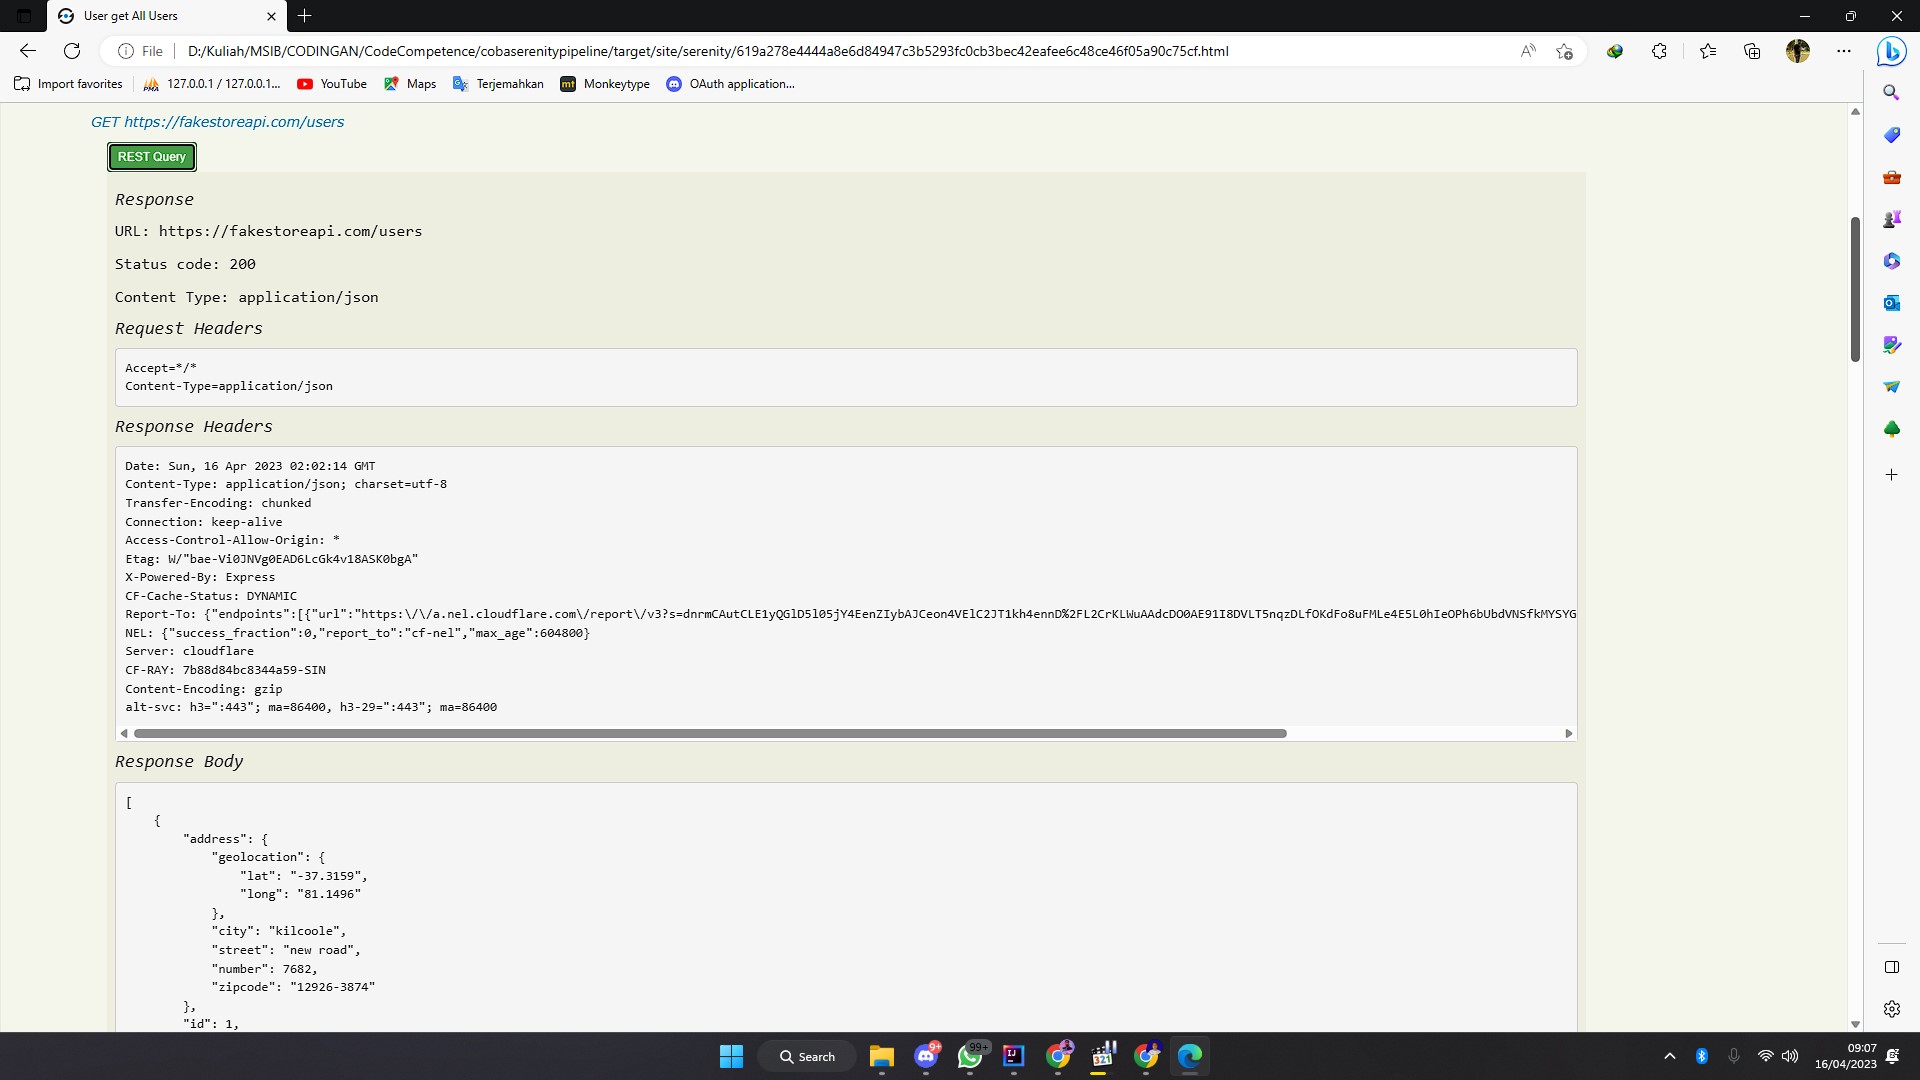 User get All Users
File
D:/Kuliah/MSIB/CODINGAN/CodeCompetence/cobaserenitypipeline/target/site/serenity/619a278e4444a8e6d84947c3b5293fc0cb3bec42eafee6c48ce46f05a90c75cf.html
Import favorites
127.0.0.1 / 127.0.0.1...
YouTube
Maps
Terjemahkan
mt Monkeytype
OAuth application...
GET https://fakestoreapi.com/users
REST Query
Response
URL: https://fakestoreapi.com/users
Status code: 200
Content Type: application/json
Request Headers
Accept=*/*
Content-Type=application/json
Response Headers
Date: Sun, 16 Apr 2023 02:02:14 GMT
Content-Type: application/json; charset=utf-8
Transfer-Encoding: chunked
Connection: keep-alive
Access-Control-Allow-Origin: *
Etag: W/"bae-Vi0JNVg0EAD6LcGk4v18ASK0bgA"
X-Powered-By: Express
CF-Cache-Status: DYNAMIC
Report-To: {"endpoints":[{"url":"https:\/\/a.nel.cloudflare.com\/report\/v3?s=dnrmCAutCLE1yQGlD5l05jY4EenZIybAJCeon4VElC2JT1kh4ennD%2FL2CrKLWuAAdcDO0AE91I8DVLT5nqzDLfOKdFo8uFMLe4E5L0hIeOPh6bUbdVNSfkMYSYG
NEL: {"success_fraction":0,"report_to":"cf-nel","max_age":604800}
Server: cloudflare
CF-RAY: 7b88d84bc8344a59-SIN
Content-Encoding: gzip
alt-svc: h3=":443"; ma=86400, h3-29=":443"; ma=86400
Response Body
[
{
"address": {
"geolocation": {
"lat": "-37.3159",
"long": "81.1496"
},
"city": "kilcoole",
"street": "new road",
"number": 7682,
"zipcode": "12926-3874"
},
"id": 1,
Search
9+
99+
09:07
16/04/2023